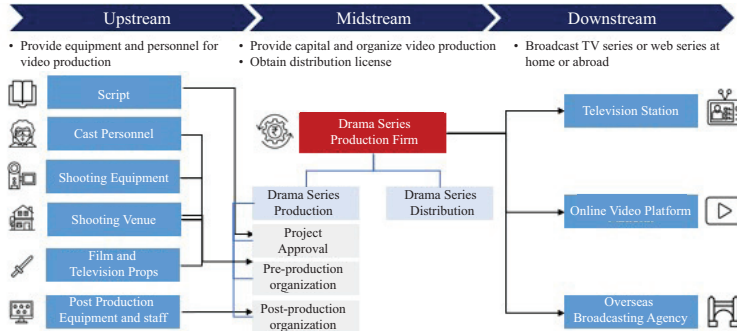 Upstream
Midstream
Downstream
• Provide equipment and personnel for
video production
• Provide capital and organize video production
• Obtain distribution license
• Broadcast TV series or web series at
home or abroad
Script
Cast Personnel
Shooting Equipment
Shooting Venue
Film and
Television Props
Post Production
Equipment and staff
Drama Series
Production Firm
Drama Series
Production
Drama Series
Distribution
Project
Approval
Pre-production
organization
Post-production
organization
Television Station
Online Video Platform
Overseas
Broadcasting Agency